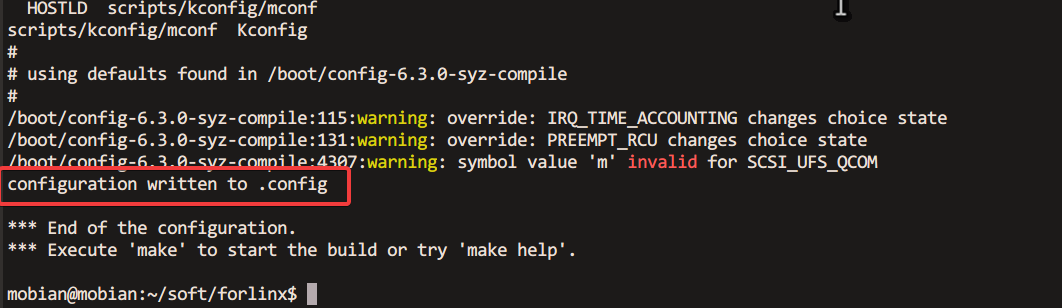 HOSTLD scripts/kconfig/mconf
scripts/kconfig/mconf Kconfig
#
# using defaults found in /boot/config-6.3.0-syz-compile
#
/boot/config-6.3.0-syz-compile:115:warning: override: IRQ_TIME_ACCOUNTING changes choice state
/boot/config-6.3.0-syz-compile:131:warning: override: PREEMPT_RCU changes choice state
/boot/config-6.3.0-syz-compile:4307:warning: symbol value 'm' invalid for SCSI_UFS_QCOM
configuration written to .config
*** End of the configuration.
*** Execute 'make' to start the build or try 'make help'.
mobian@mobian:~/soft/forlinx$